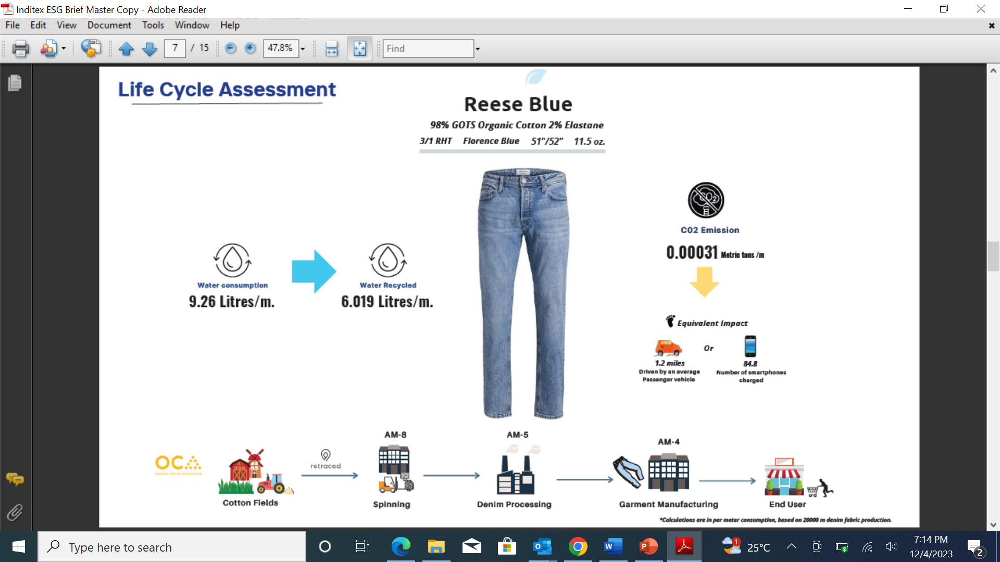 Inditex ESG Brief Master Copy - Adobe Reader
File Edit View Document Tools Window Help
7 / 15 47.8% Find
Life Cycle Assessment
Reese Blue
98% GOTS Organic Cotton 2% Elastane
3/1 RHT Florence Blue 51"/52" 11.5 oz.
CO2
C02 Emission
0.00031 Metric tons /m
Water consumption
9.26 Litres/m.
Water Recycled
6.019 Litres/m.
Equivalent Impact
Or
1.2 miles
Driven by an average
Passenger vehicle
84.8
Number of smartphones
charged
OCA
ORGANIC COTTON ACCELERATOR
Cotton Fields
retraced
AM-8
Spinning
AM-5
Denim Processing
AM-4
Garment Manufacturing
End User
*Calculations are in per meter consumption, based on 20000 m denim fabric production.
Type here to search
1
25°C
7:14 PM
12/4/2023
2